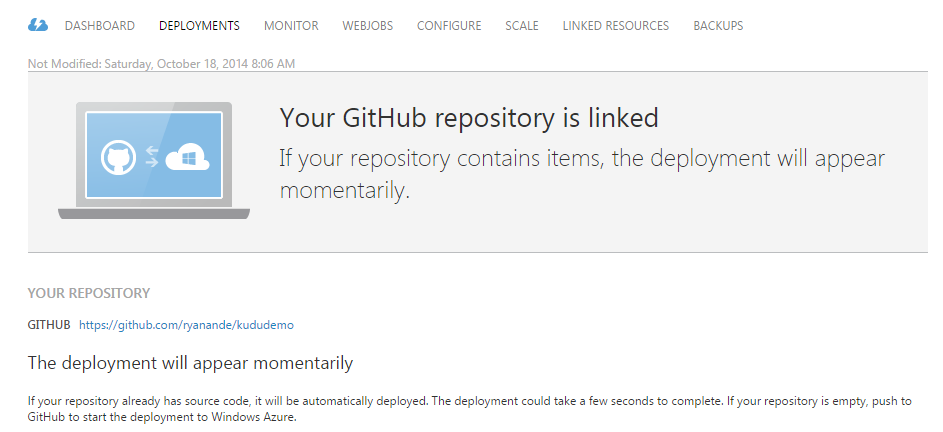 DASHBOARD DEPLOYMENTS MONITOR WEBJOBS CONFIGURE SCALE LINKED RESOURCES BACKUPS
Not Modified: Saturday, October 18, 2014 8:06 AM
Your GitHub repository is linked
If your repository contains items, the deployment will appear
momentarily.
YOUR REPOSITORY
GITHUB https://github.com/ryanande/kududemo
The deployment will appear momentarily
If your repository already has source code, it will be automatically deployed. The deployment could take a few seconds to complete. If your repository is empty, push to
GitHub to start the deployment to Windows Azure.